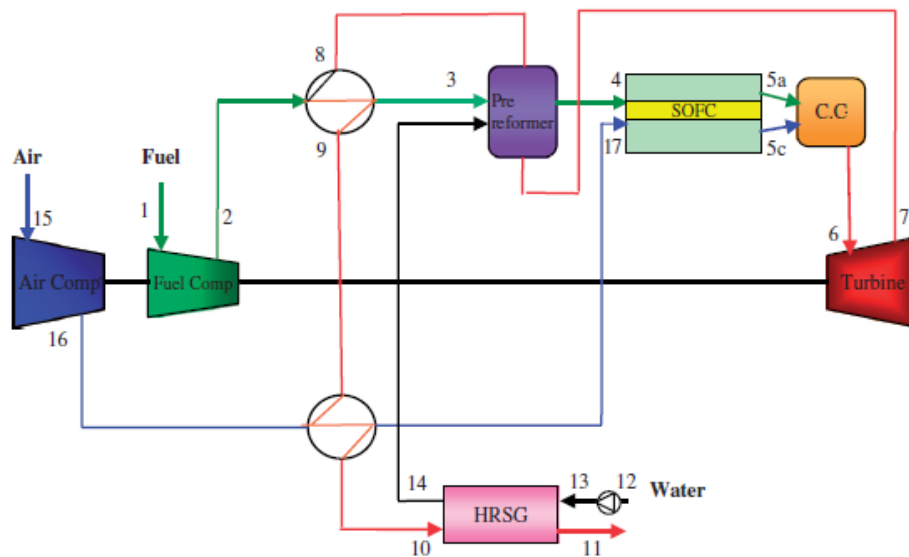 8
3
Pre
reformer
4
5a
SOFC
C.C
9
17
5c
Air
Fuel
15
1
2
6
7
Air Comp
Fuel Comp
Turbine
16
14
13
12
Water
HRSG
10
11